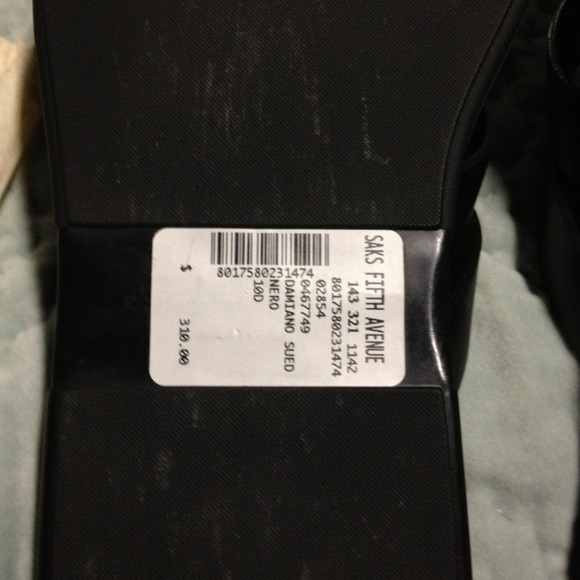 SAKS FIFTH AVENUE
143 321 1142
8017580231474
02854
0467749
DAMIANO SUED
NERO
10D
8017580231474
$ 310.00